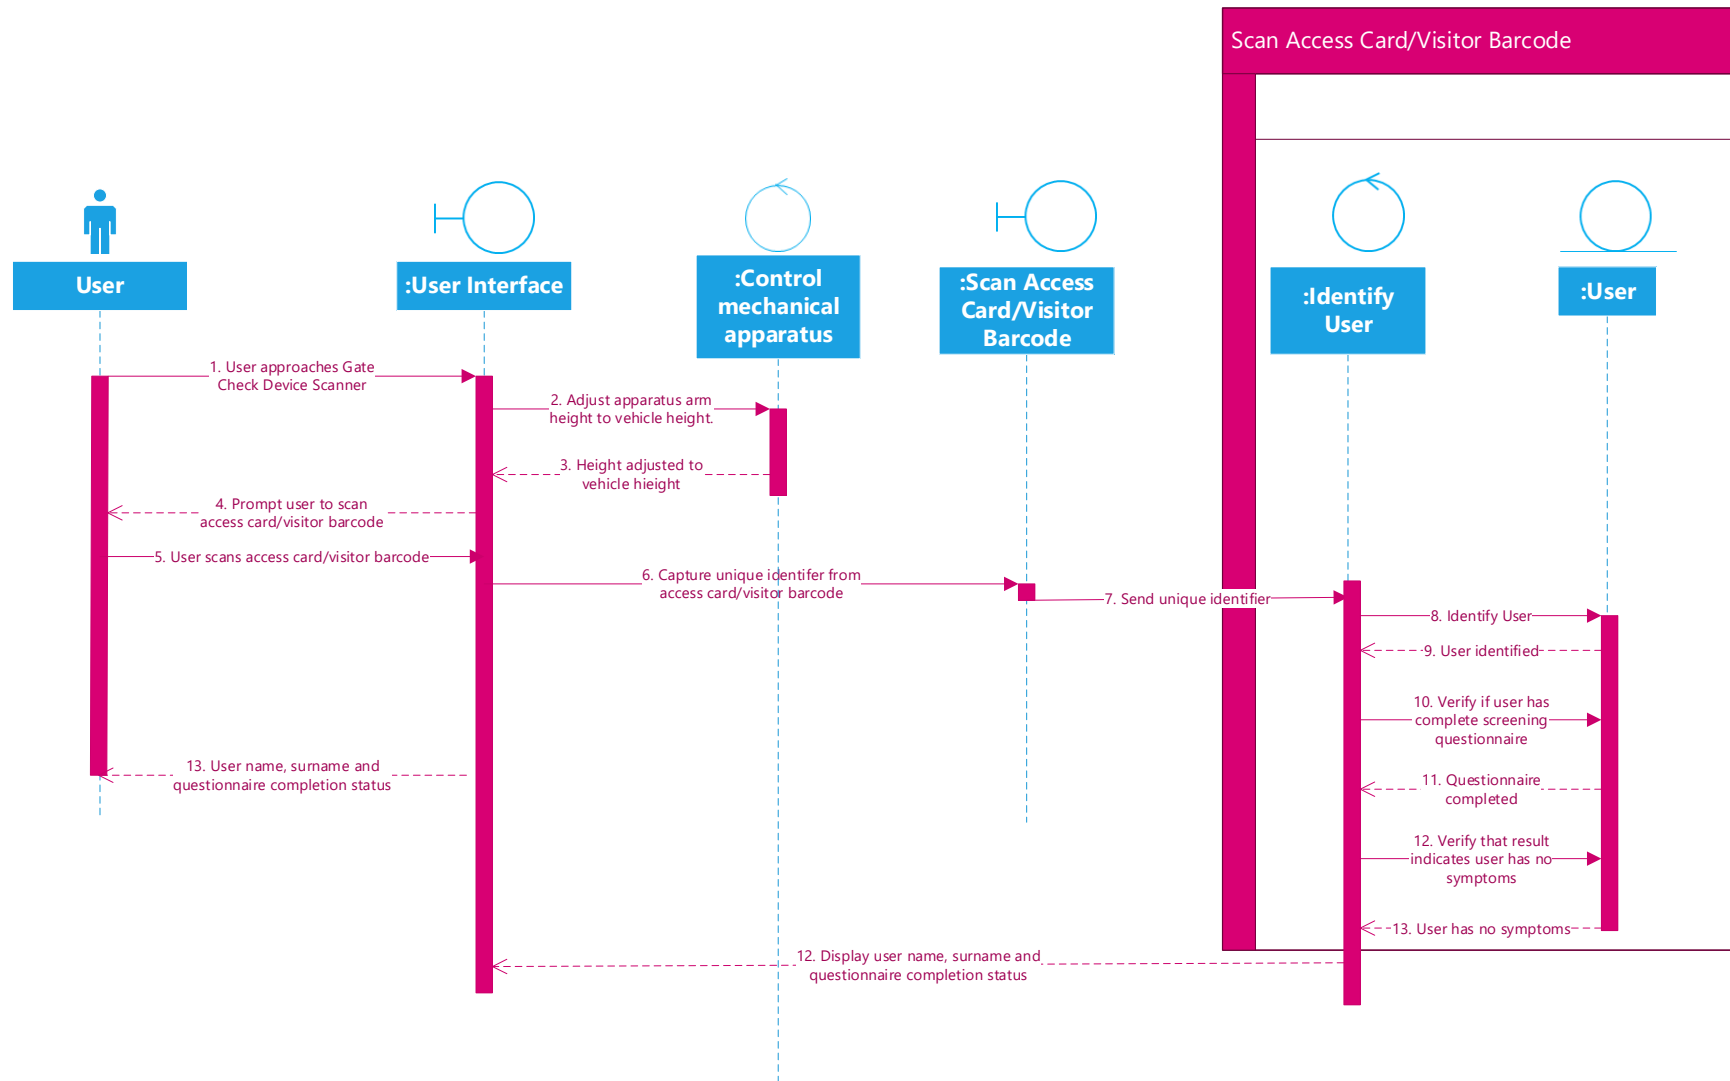 Scan Access Card/Visitor Barcode
User
:User Interface
:Control
mechanical
apparatus
:Scan Access
Card/Visitor
Barcode
:Identify
User
:User
1. User approaches Gate
Check Device Scanner
2. Adjust apparatus arm
height to vehicle height.
3. Height adjusted to
vehicle hieight
4. Prompt user to scan
access card/visitor barcode
5. User scans access card/visitor barcode
6. Capture unique identifer from
access card/visitor barcode
7. Send unique identifier
8. Identify User
9. User identified
10. Verify if user has
complete screening
questionnaire
13. User name, surname and
questionnaire completion status
11. Questionnaire
completed
12. Verify that result
indicates user has no
symptoms
13. User has no symptoms
12. Display user name, surname and
questionnaire completion status